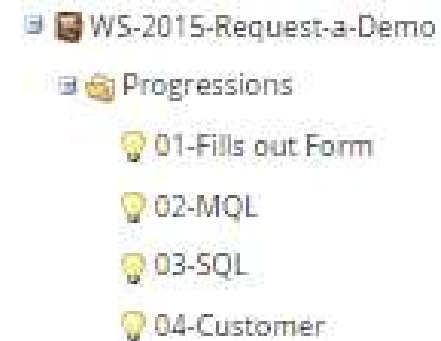 WS-2015-Request-a-Demo
Progressions
01-Fills out Form
02-MQL
03-SQL
04-Customer